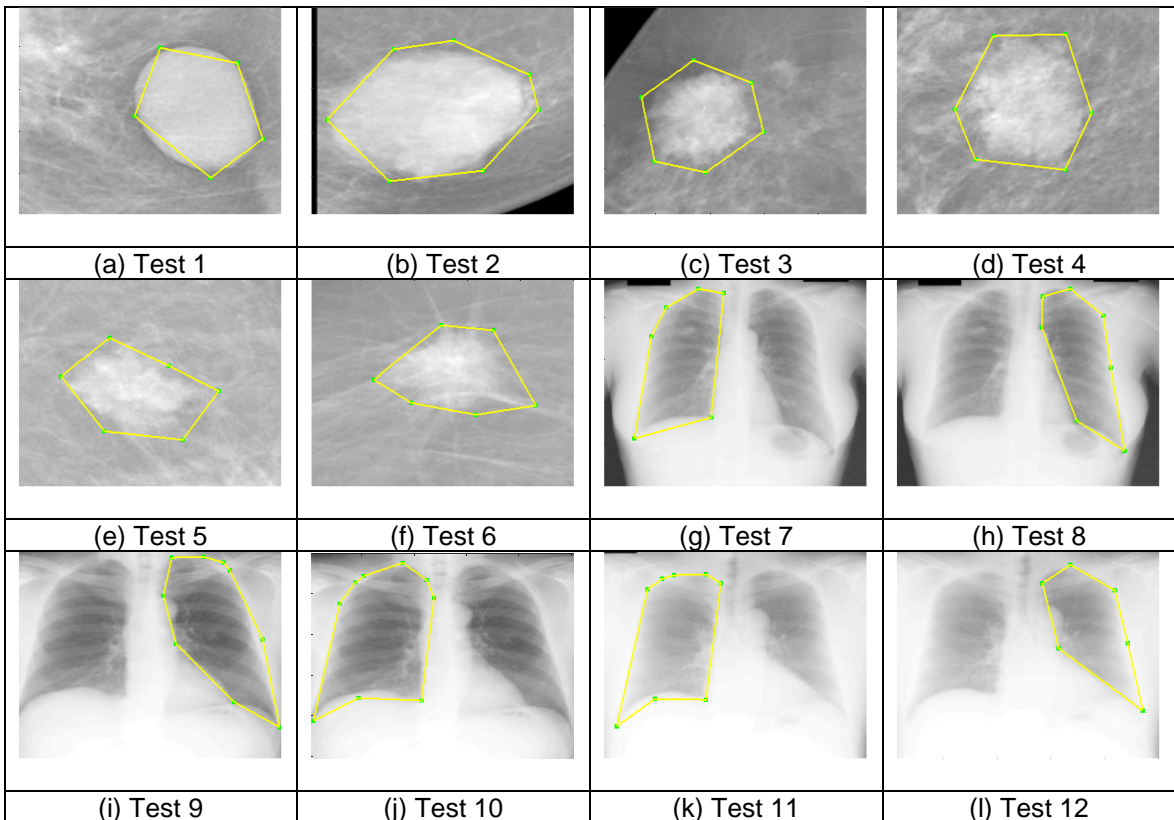 (a) Test 1
(b) Test 2
(c) Test 3
(d) Test 4
(e) Test 5
(f) Test 6
(g) Test 7
(h) Test 8
(i) Test 9
(j) Test 10
(k) Test 11
(l) Test 12